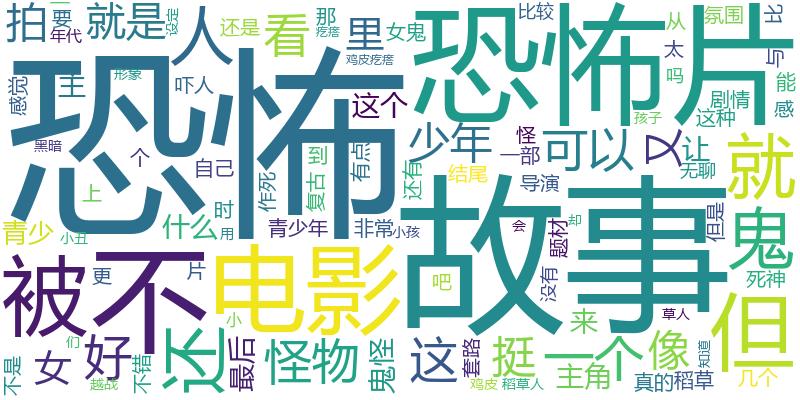 拍 要 就是 人 还是 那 看 里 女鬼 比较 从 氛围 比
年代 设定 疙瘩 鸡皮疙瘩 太 与
恐怖 恐怖片
感觉 主 形象 吓人 这个 吗 剧情 能
孩子 这种 感
黑暗 个 自己 作死 复古 到 有点 还有 少年 怪 一部 可以 又 让 就
上 结尾 导演 无聊
青少 什么 时 青少年 非常 小孩 故事 会 题材 却 但是 鬼
小丑 用
被 不 电影 吧 没有 死神
更 片 来 草人 但
小
不是 女 们 好 不错 还 最后 怪物 鬼怪 这 套路 挺 一个 像 知道
越战 鸡皮 稻草人 主角 真的 稻草 几个